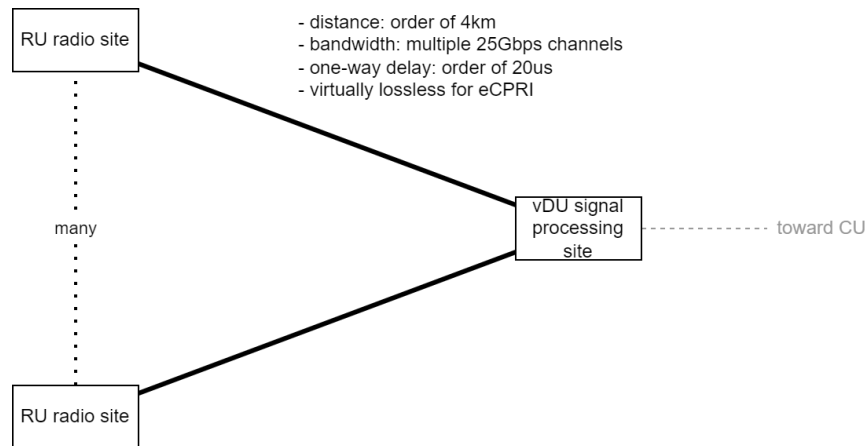 RU radio site
- distance: order of 4km
- bandwidth: multiple 25Gbps channels
- one-way delay: order of 20us
- virtually lossless for eCPRI
many
vDU signal
processing
site
toward CU
RU radio site